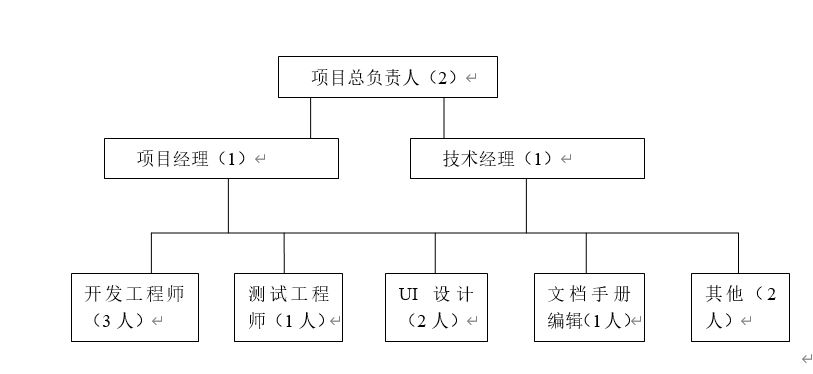 项目总负责人（2）
项目经理（1）
技术经理（1）
开发工程师
（3 人）
测试工程
师（1 人）
UI 设计
（2 人）
文档手册
编辑（1 人）
其他（2
人）